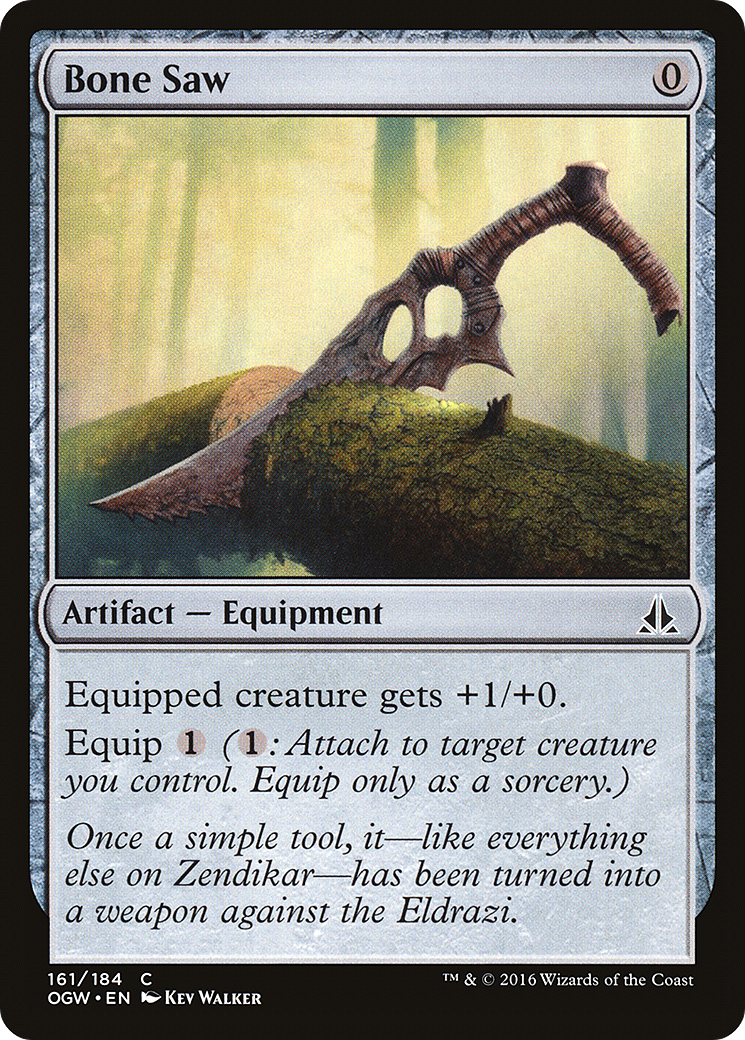 Bone Saw 0
Artifact — Equipment
Equipped creature gets +1/+0.
Equip 1 (1: Attach to target creature
you control. Equip only as a sorcery.)
Once a simple tool, it—like everything
else on Zendikar—has been turned into
a weapon against the Eldrazi.
161/184 C
OGW • EN Kev Walker
™ & © 2016 Wizards of the Coast